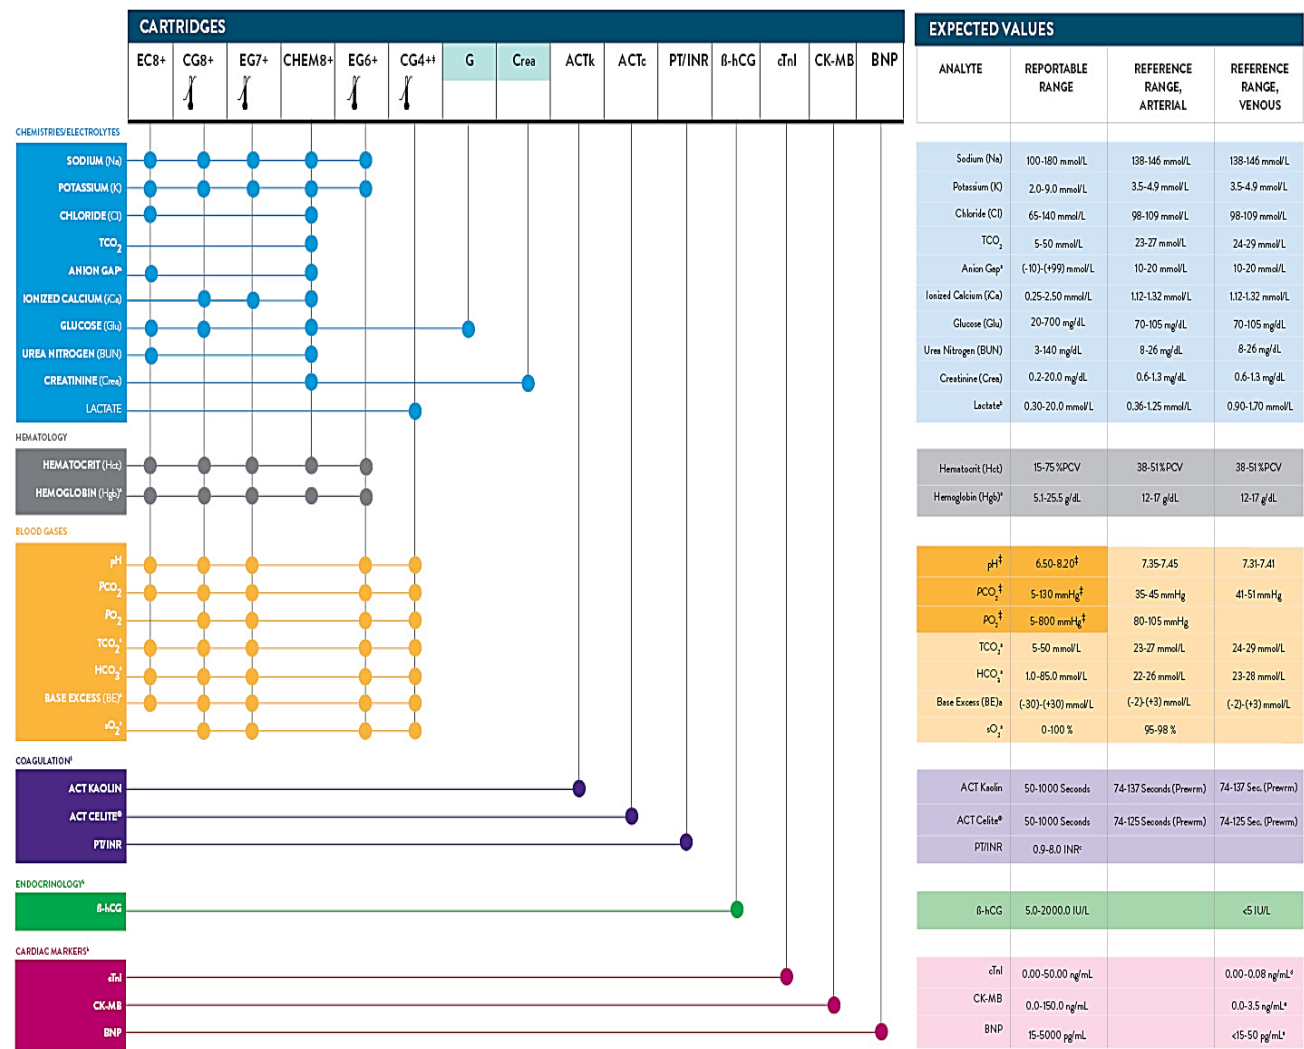 CARTRIDGES
EC8+ CG8+ EG7+ CHEM8+ EG6+ CG4+‡ G Crea ACTk ACTc PT/INR ß-hCG cTnI CK-MB BNP
EXPECTED VALUES
ANALYTE REPORTABLE RANGE REFERENCE RANGE, ARTERIAL REFERENCE RANGE, VENOUS
CHEMISTRIES/ELECTROLYTES
SODIUM (Na)
POTASSIUM (K)
CHLORIDE (Cl)
TCO2
ANION GAPª
IONIZED CALCIUM (iCa)
GLUCOSE (Glu)
UREA NITROGEN (BUN)
CREATININE (Crea)
LACTATE
HEMATOLOGY
HEMATOCRIT (Hct)
HEMOGLOBIN (Hgb)ª
BLOOD GASES
pH
PCO2
PO2
TCO2ª
HCO3ª
BASE EXCESS (BE)ª
sO2ª
COAGULATION
ACT KAOLIN
ACT CELITE®
PT/INR
ENDOCRINOLOGY
ß-hCG
CARDIAC MARKERS
cTnI
CK-MB
BNP
Sodium (Na) 100-180 mmol/L 138-146 mmol/L 138-146 mmol/L
Potassium (K) 2.0-9.0 mmol/L 3.5-4.9 mmol/L 3.5-4.9 mmol/L
Chloride (Cl) 65-140 mmol/L 98-109 mmol/L 98-109 mmol/L
TCO2 5-50 mmol/L 23-27 mmol/L 24-29 mmol/L
Anion Gapª (-10)-(+99) mmol/L 10-20 mmol/L 10-20 mmol/L
Ionized Calcium (iCa) 0.25-2.50 mmol/L 1.12-1.32 mmol/L 1.12-1.32 mmol/L
Glucose (Glu) 20-700 mg/dL 70-105 mg/dL 70-105 mg/dL
Urea Nitrogen (BUN) 3-140 mg/dL 8-26 mg/dL 8-26 mg/dL
Creatinine (Crea) 0.2-20.0 mg/dL 0.6-1.3 mg/dL 0.6-1.3 mg/dL
Lactateᵇ 0.30-20.0 mmol/L 0.36-1.25 mmol/L 0.90-1.70 mmol/L
Hematocrit (Hct) 15-75 %PCV 38-51 %PCV 38-51 %PCV
Hemoglobin (Hgb)ª 5.1-25.5 g/dL 12-17 g/dL 12-17 g/dL
pH‡ 6.50-8.20‡ 7.35-7.45 7.31-7.41
PCO2‡ 5-130 mmHg‡ 35-45 mmHg 41-51 mmHg
PO2‡ 5-800 mmHg‡ 80-105 mmHg
TCO2ª 5-50 mmol/L 23-27 mmol/L 24-29 mmol/L
HCO3ª 1.0-85.0 mmol/L 22-26 mmol/L 23-28 mmol/L
Base Excess (BE)a (-30)-(+30) mmol/L (-2)-(+3) mmol/L (-2)-(+3) mmol/L
sO2ª 0-100 % 95-98 %
ACT Kaolin 50-1000 Seconds 74-137 Seconds (Prewrm) 74-137 Sec. (Prewrm)
ACT Celite® 50-1000 Seconds 74-125 Seconds (Prewrm) 74-125 Sec. (Prewrm)
PT/INR 0.9-8.0 INRᶜ
ß-hCG 5.0-2000.0 IU/L <5 IU/L
cTnI 0.00-50.00 ng/mL 0.00-0.08 ng/mLᵈ
CK-MB 0.0-150.0 ng/mL 0.0-3.5 ng/mLᵉ
BNP 15-5000 pg/mL <15-50 pg/mLᵉ